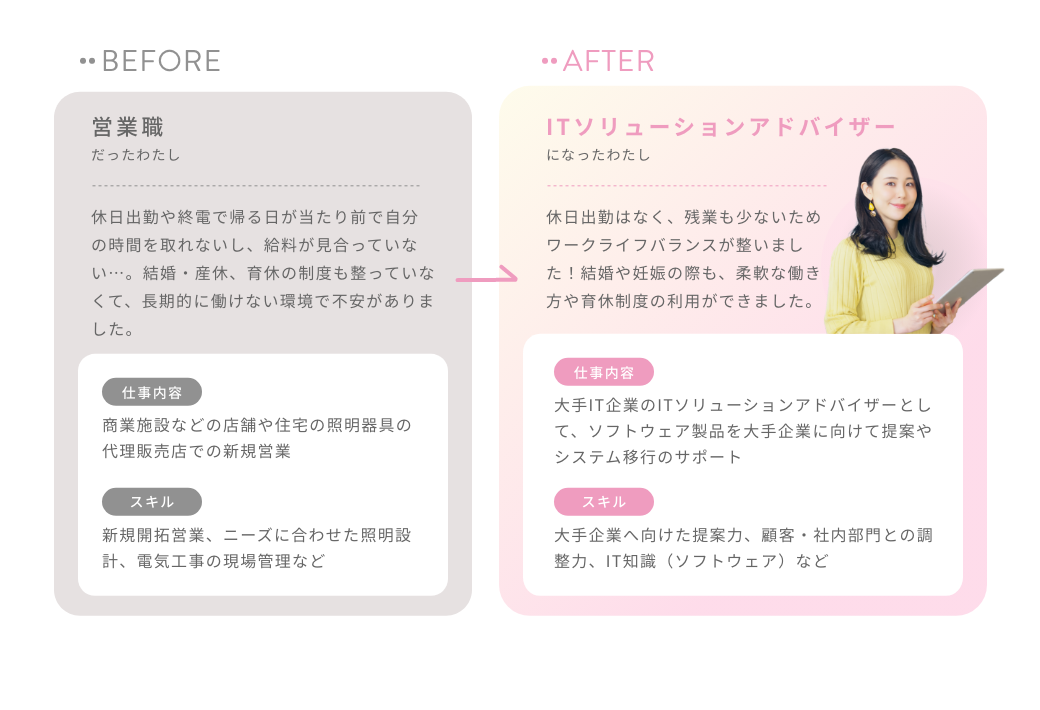 BEFORE
営業職
だったわたし
休日出勤や終電で帰る日が当たり前で自分
の時間を取れないし、給料が見合っていな
い…。結婚・産休、育休の制度も整っていな
くて、長期的に働けない環境で不安がありま
した。
仕事内容
商業施設などの店舗や住宅の照明器具の
代理販売店での新規営業
スキル
新規開拓営業、ニーズに合わせた照明設
計、電気工事の現場管理など
AFTER
ITソリューションアドバイザー
になったわたし
休日出勤はなく、残業も少ないため
ワークライフバランスが整いまし
た！結婚や妊娠の際も、柔軟な働き
方や育休制度の利用ができました。
仕事内容
大手IT企業のITソリューションアドバイザーとし
て、ソフトウェア製品を大手企業に向けて提案や
システム移行のサポート
スキル
大手企業へ向けた提案力、顧客・社内部門との調
整力、IT知識（ソフトウェア）など